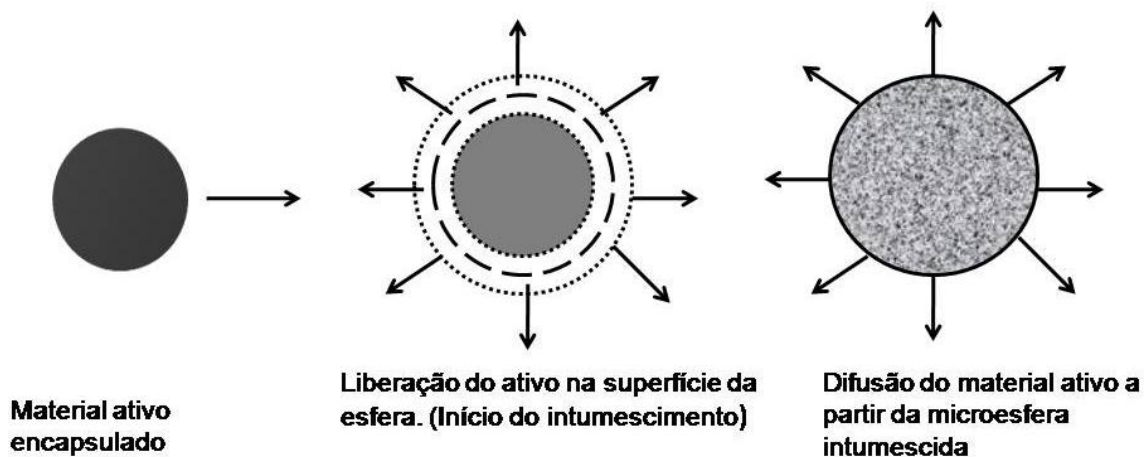 Material ativo
encapsulado
Liberação do ativo na superfície da
esfera. (Início do intumescimento)
Difusão do material ativo a
partir da microesfera
intumescida